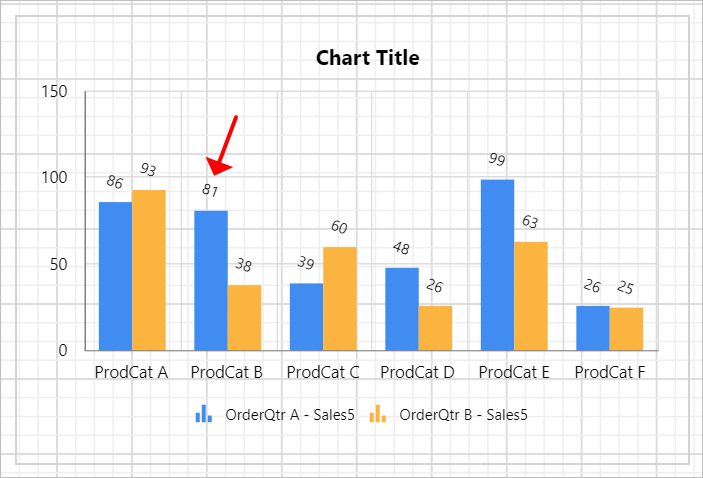 Chart Title
150
100
50
0
86 93 81 38 39 60 48 26 99 63 26 25
ProdCat A ProdCat B ProdCat C ProdCat D ProdCat E ProdCat F
OrderQtr A - Sales5 OrderQtr B - Sales5